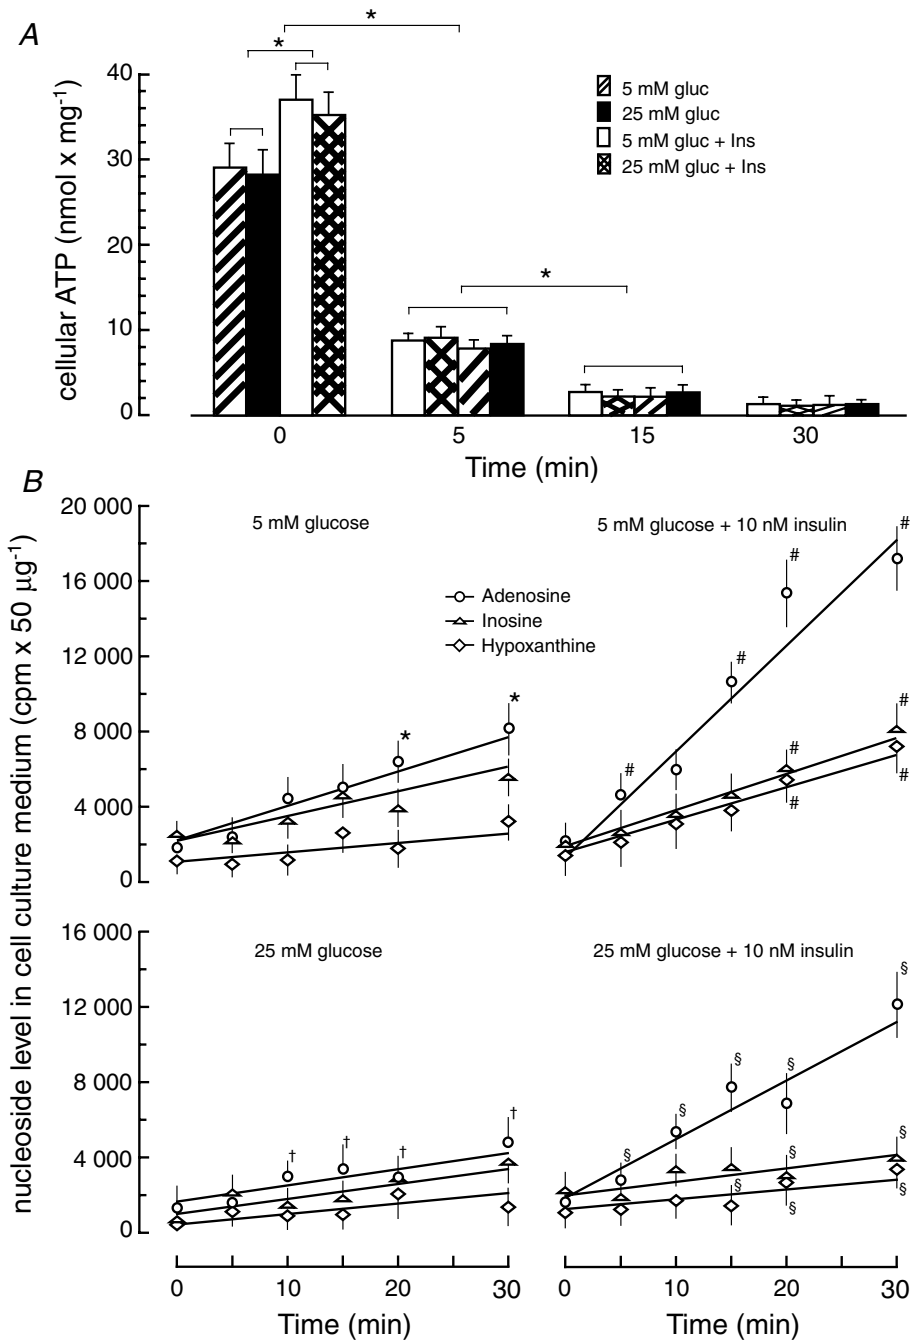 A
*
*
cellular ATP (nmol x mg⁻¹)
40
30
20
10
0
5 mM gluc
25 mM gluc
5 mM gluc + Ins
25 mM gluc + Ins
*
0 5 15 30
Time (min)
B
nucleoside level in cell culture medium (cpm x 50 µg⁻¹)
20 000
16 000
12 000
8 000
4 000
0
5 mM glucose
Adenosine
Inosine
Hypoxanthine
* *
5 mM glucose + 10 nM insulin
# # # #
# #
# #
16 000
12 000
8 000
4 000
0
25 mM glucose
† † † †
25 mM glucose + 10 nM insulin
§ § § § §
§ § §
§ §
0 10 20 30
0 10 20 30
Time (min)
Time (min)